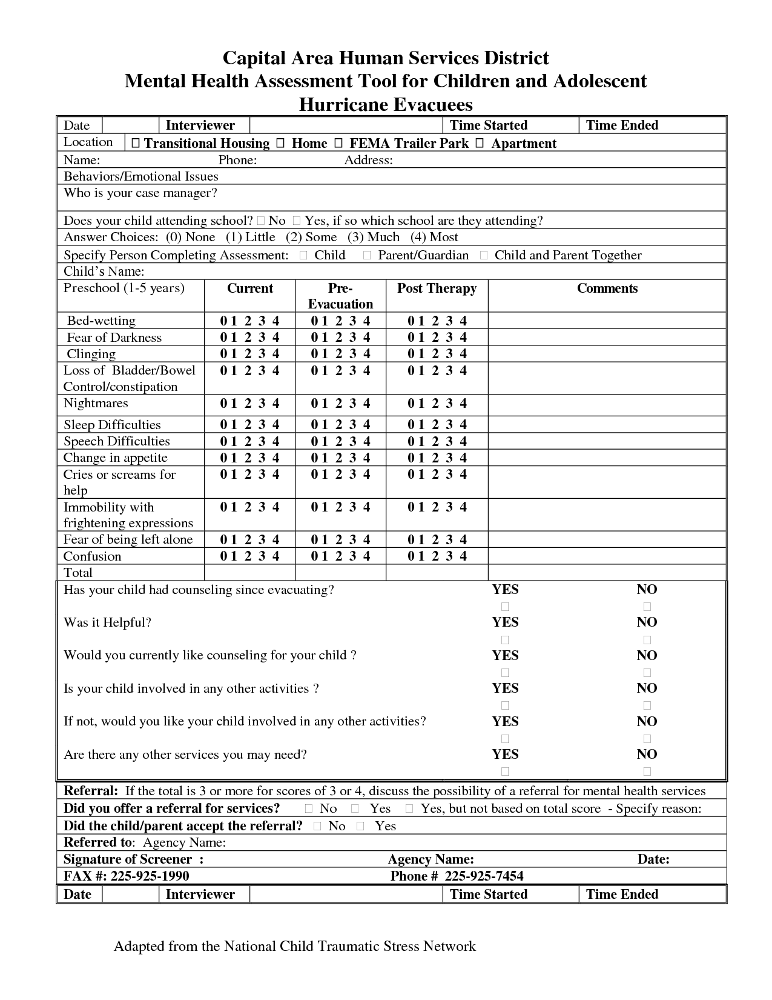 Capital Area Human Services District
Mental Health Assessment Tool for Children and Adolescent
Hurricane Evacuees
Date Interviewer Time Started Time Ended
Location □ Transitional Housing □ Home □ FEMA Trailer Park □ Apartment
Name: Phone: Address:
Behaviors/Emotional Issues
Who is your case manager?
Does your child attending school? □ No □ Yes, if so which school are they attending?
Answer Choices: (0) None (1) Little (2) Some (3) Much (4) Most
Specify Person Completing Assessment: □ Child □ Parent/Guardian □ Child and Parent Together
Child's Name:
Preschool (1-5 years) Current Pre- Post Therapy Comments
Evacuation
Bed-wetting 0 1 2 3 4 0 1 2 3 4 0 1 2 3 4
Fear of Darkness 0 1 2 3 4 0 1 2 3 4 0 1 2 3 4
Clinging 0 1 2 3 4 0 1 2 3 4 0 1 2 3 4
Loss of Bladder/Bowel 0 1 2 3 4 0 1 2 3 4 0 1 2 3 4
Control/constipation
Nightmares 0 1 2 3 4 0 1 2 3 4 0 1 2 3 4
Sleep Difficulties 0 1 2 3 4 0 1 2 3 4 0 1 2 3 4
Speech Difficulties 0 1 2 3 4 0 1 2 3 4 0 1 2 3 4
Change in appetite 0 1 2 3 4 0 1 2 3 4 0 1 2 3 4
Cries or screams for 0 1 2 3 4 0 1 2 3 4 0 1 2 3 4
help
Immobility with 0 1 2 3 4 0 1 2 3 4 0 1 2 3 4
frightening expressions
Fear of being left alone 0 1 2 3 4 0 1 2 3 4 0 1 2 3 4
Confusion 0 1 2 3 4 0 1 2 3 4 0 1 2 3 4
Total
Has your child had counseling since evacuating? YES NO
□ □
Was it Helpful? YES NO
□ □
Would you currently like counseling for your child ? YES NO
□ □
Is your child involved in any other activities ? YES NO
□ □
If not, would you like your child involved in any other activities? YES NO
□ □
Are there any other services you may need? YES NO
□ □
Referral: If the total is 3 or more for scores of 3 or 4, discuss the possibility of a referral for mental health services
Did you offer a referral for services? □ No □ Yes □ Yes, but not based on total score - Specify reason:
Did the child/parent accept the referral? □ No □ Yes
Referred to: Agency Name:
Signature of Screener : Agency Name: Date:
FAX #: 225-925-1990 Phone # 225-925-7454
Date Interviewer Time Started Time Ended
Adapted from the National Child Traumatic Stress Network